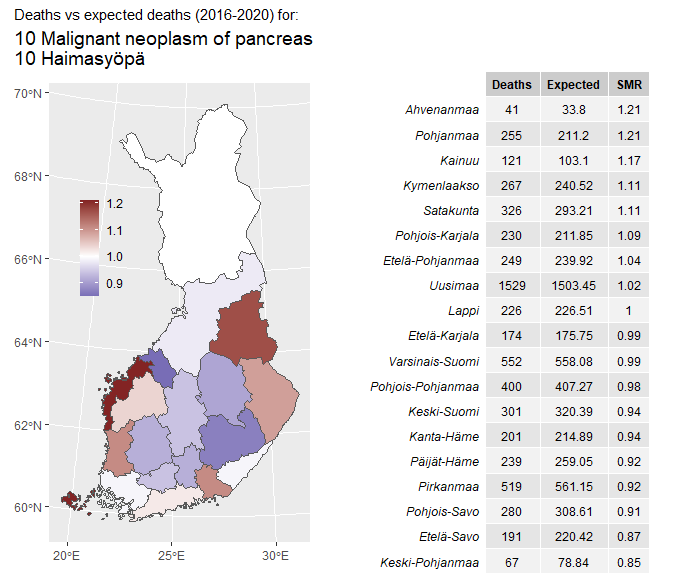 Deaths vs expected deaths (2016-2020) for:
10 Malignant neoplasm of pancreas
10 Haimasyöpä
70°N
68°N
66°N
64°N
62°N
60°N
20°E 25°E 30°E
1.2
1.1
1.0
0.9
Deaths Expected SMR
Ahvenanmaa 41 33.8 1.21
Pohjanmaa 255 211.2 1.21
Kainuu 121 103.1 1.17
Kymenlaakso 267 240.52 1.11
Satakunta 326 293.21 1.11
Pohjois-Karjala 230 211.85 1.09
Etelä-Pohjanmaa 249 239.92 1.04
Uusimaa 1529 1503.45 1.02
Lappi 226 226.51 1
Etelä-Karjala 174 175.75 0.99
Varsinais-Suomi 552 558.08 0.99
Pohjois-Pohjanmaa 400 407.27 0.98
Keski-Suomi 301 320.39 0.94
Kanta-Häme 201 214.89 0.94
Päijät-Häme 239 259.05 0.92
Pirkanmaa 519 561.15 0.92
Pohjois-Savo 280 308.61 0.91
Etelä-Savo 191 220.42 0.87
Keski-Pohjanmaa 67 78.84 0.85